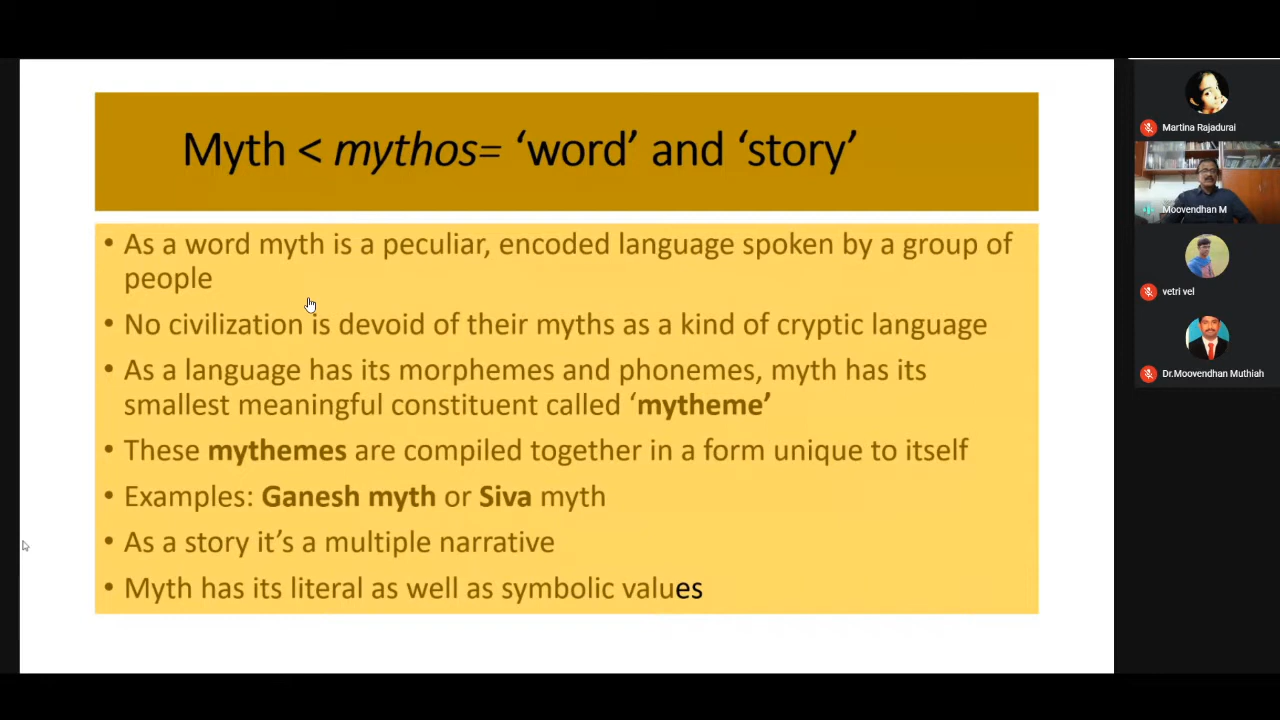 Myth < mythos= ‘word’ and ‘story’
• As a word myth is a peculiar, encoded language spoken by a group of
people
• No civilization is devoid of their myths as a kind of cryptic language
• As a language has its morphemes and phonemes, myth has its
smallest meaningful constituent called ‘mytheme’
• These mythemes are compiled together in a form unique to itself
• Examples: Ganesh myth or Siva myth
• As a story it’s a multiple narrative
• Myth has its literal as well as symbolic values
Martina Rajadurai
Moovendhan M
vetri vel
Dr.Moovendhan Muthiah